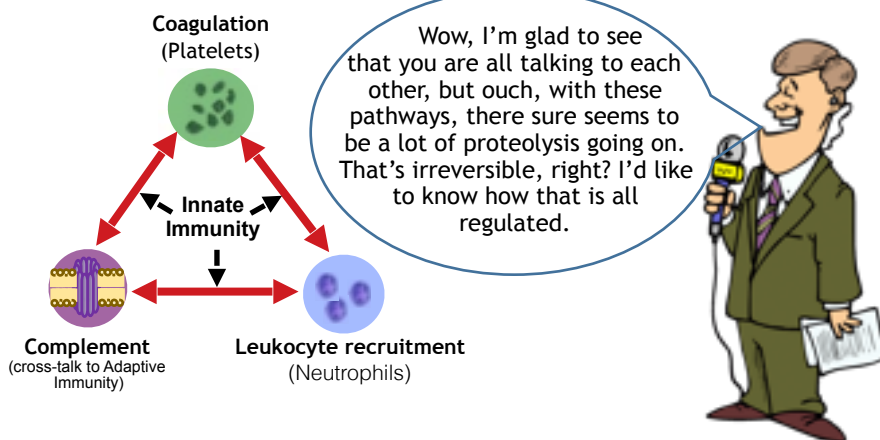 Coagulation
(Platelets)
Innate
Immunity
Complement
(cross-talk to Adaptive
Immunity)
Leukocyte recruitment
(Neutrophils)
Wow, I’m glad to see
that you are all talking to each
other, but ouch, with these
pathways, there sure seems to
be a lot of proteolysis going on.
That’s irreversible, right? I’d like
to know how that is all
regulated.